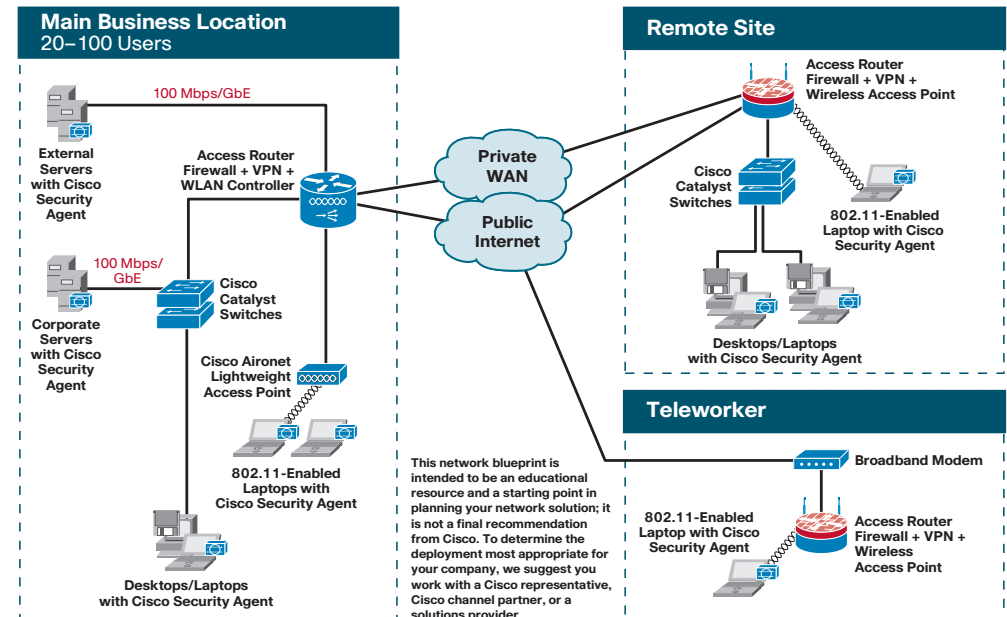 Main Business Location
20–100 Users
100 Mbps/GbE
External
Servers
with Cisco
Security
Agent
Access Router
Firewall + VPN +
WLAN Controller
100 Mbps/
GbE
Corporate
Servers
with Cisco
Security
Agent
Cisco
Catalyst
Switches
Cisco Aironet
Lightweight
Access Point
802.11-Enabled
Laptops with
Cisco Security Agent
Desktops/Laptops
with Cisco Security Agent
Private
WAN
Public
Internet
This network blueprint is
intended to be an educational
resource and a starting point in
planning your network solution; it
is not a final recommendation
from Cisco. To determine the
deployment most appropriate for
your company, we suggest you
work with a Cisco representative,
Cisco channel partner, or a
solutions provider
Remote Site
Access Router
Firewall + VPN +
Wireless Access Point
Cisco
Catalyst
Switches
802.11-Enabled
Laptop with Cisco
Security Agent
Desktops/Laptops
with Cisco Security Agent
Teleworker
Broadband Modem
802.11-Enabled
Laptop with Cisco
Security Agent
Access Router
Firewall + VPN +
Wireless
Access Point